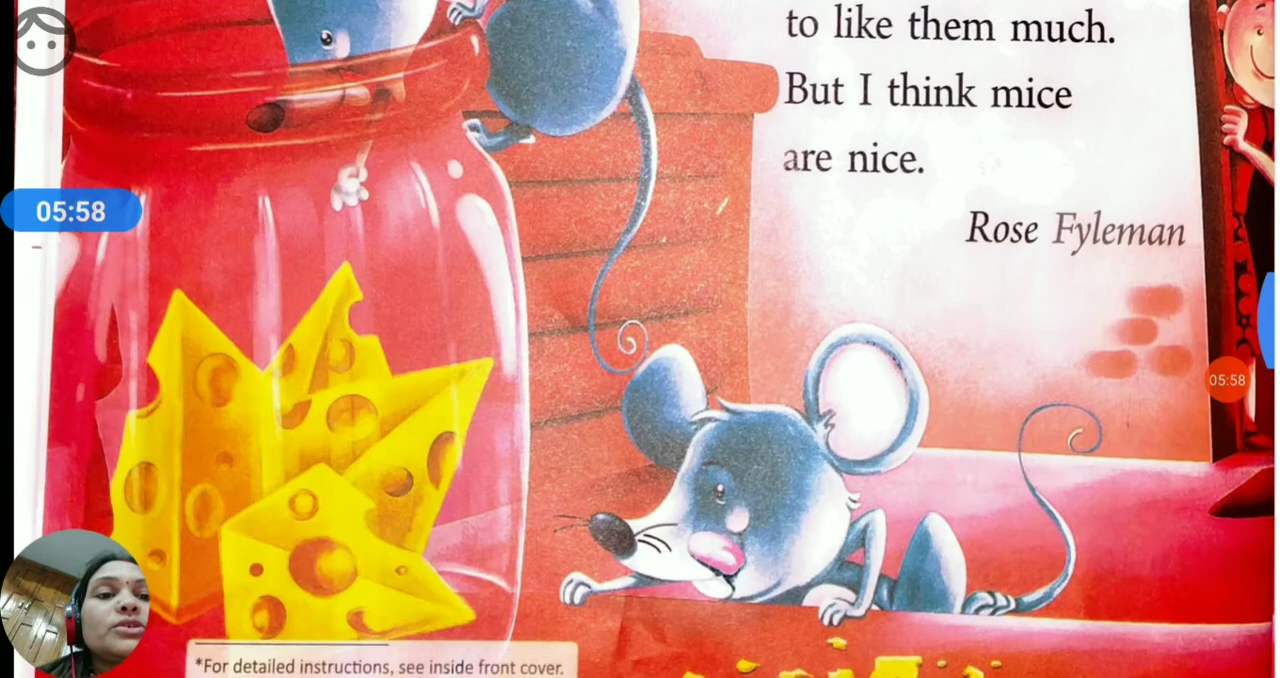 to like them much.
But I think mice
are nice.
Rose Fyleman
05:58
05:58
*For detailed instructions, see inside front cover.